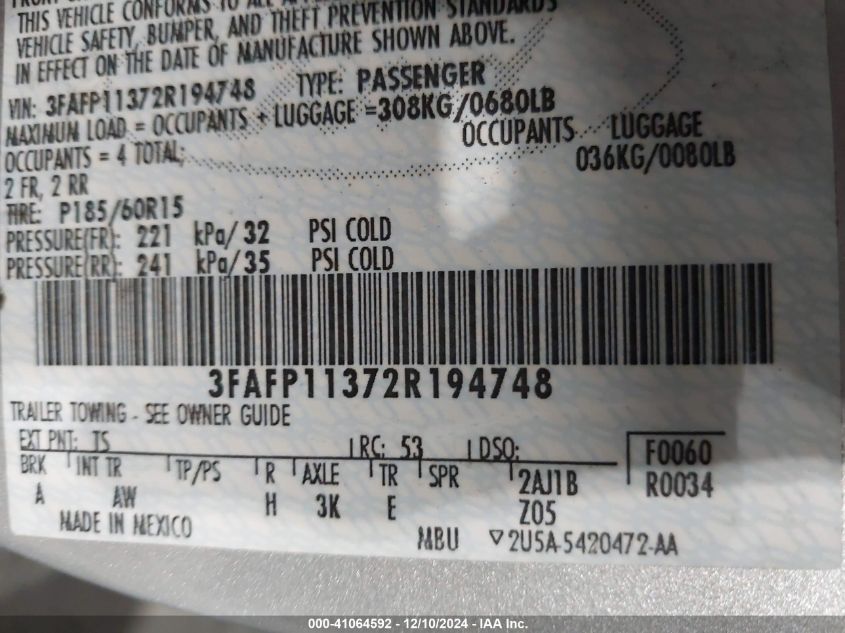 THIS VEHICLE CONFORMS TO ALL
VEHICLE SAFETY, BUMPER, AND THEFT PREVENTION STANDARDS
IN EFFECT ON THE DATE OF MANUFACTURE SHOWN ABOVE.
VIN: 3FAFP11372R194748 TYPE: PASSENGER
MAXIMUM LOAD = OCCUPANTS + LUGGAGE =308KG/0680LB
OCCUPANTS = 4 TOTAL; OCCUPANTS LUGGAGE
2 FR, 2 RR 036KG/0080LB
TIRE: P185/60R15
PRESSURE(FR): 221 kPa/ 32 PSI COLD
PRESSURE(RR): 241 kPa/ 35 PSI COLD
3FAFP11372R194748
TRAILER TOWING - SEE OWNER GUIDE
EXT PNT: TS RC: 53 DSO: F0060
BRK INT TR TP/PS R AXLE TR SPR 2AJ1B R0034
A AW H 3K E Z05
MADE IN MEXICO MBU 2U5A-5420472-AA
000-41064592 - 12/10/2024 - IAA Inc.